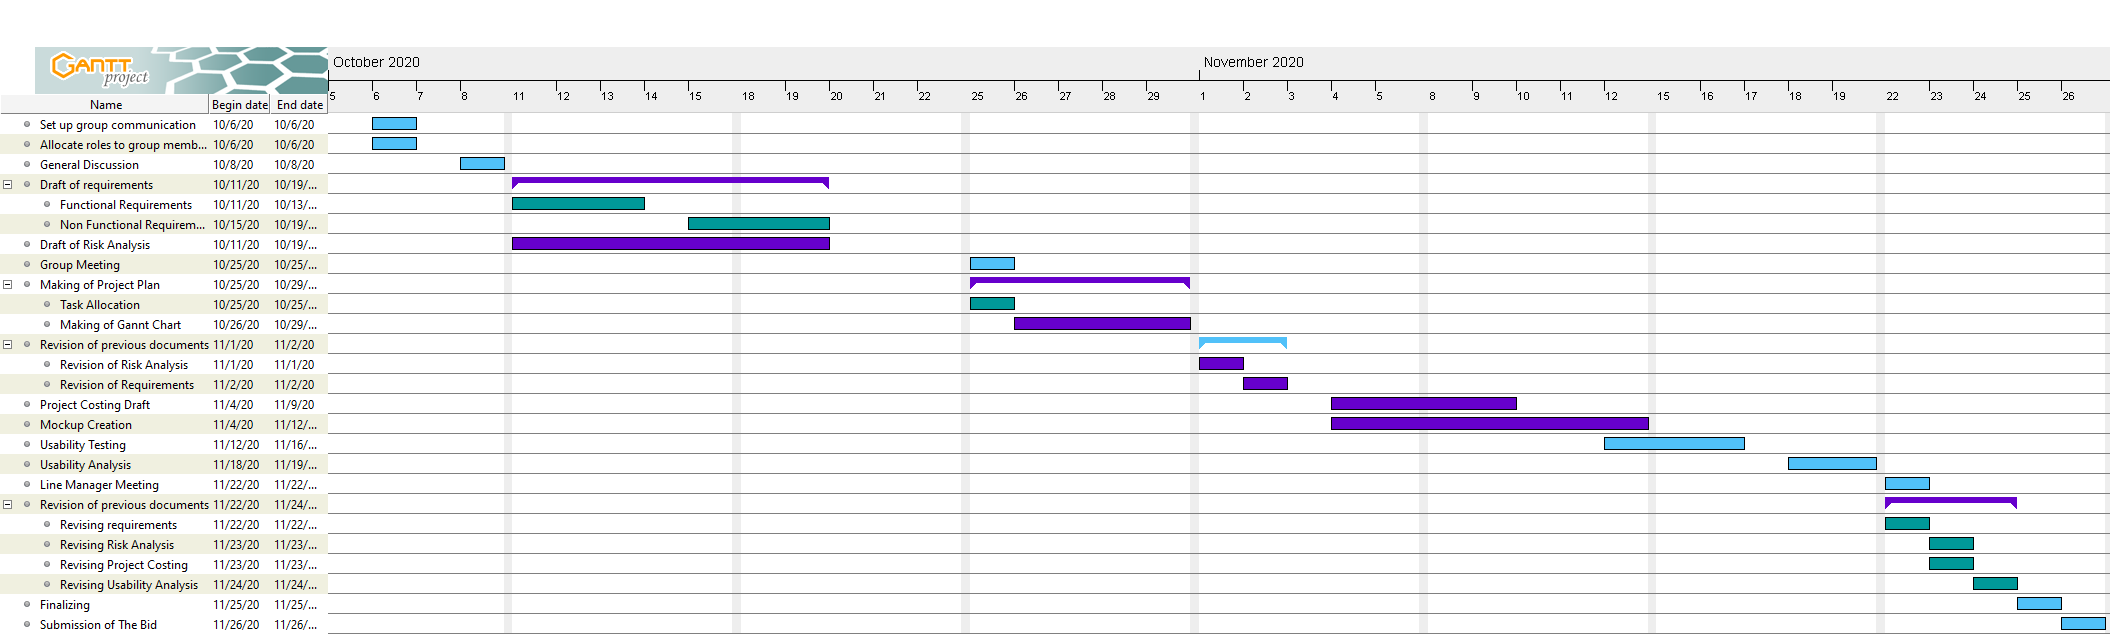 GANTT project
October 2020 November 2020
5 6 7 8 11 12 13 14 15 18 19 20 21 22 25 26 27 28 29 1 2 3 4 5 8 9 10 11 12 15 16 17 18 19 22 23 24 25 26
Name Begin date End date
Set up group communication 10/6/20 10/6/20
Allocate roles to group memb... 10/6/20 10/6/20
General Discussion 10/8/20 10/8/20
Draft of requirements 10/11/20 10/19/...
Functional Requirements 10/11/20 10/13/...
Non Functional Requirem... 10/15/20 10/19/...
Draft of Risk Analysis 10/11/20 10/19/...
Group Meeting 10/25/20 10/25/...
Making of Project Plan 10/25/20 10/29/...
Task Allocation 10/25/20 10/25/...
Making of Gannt Chart 10/26/20 10/29/...
Revision of previous documents 11/1/20 11/2/20
Revision of Risk Analysis 11/1/20 11/1/20
Revision of Requirements 11/2/20 11/2/20
Project Costing Draft 11/4/20 11/9/20
Mockup Creation 11/4/20 11/12/...
Usability Testing 11/12/20 11/16/...
Usability Analysis 11/18/20 11/19/...
Line Manager Meeting 11/22/20 11/22/...
Revision of previous documents 11/22/20 11/24/...
Revising requirements 11/22/20 11/22/...
Revising Risk Analysis 11/23/20 11/23/...
Revising Project Costing 11/23/20 11/23/...
Revising Usability Analysis 11/24/20 11/24/...
Finalizing 11/25/20 11/25/...
Submission of The Bid 11/26/20 11/26/...